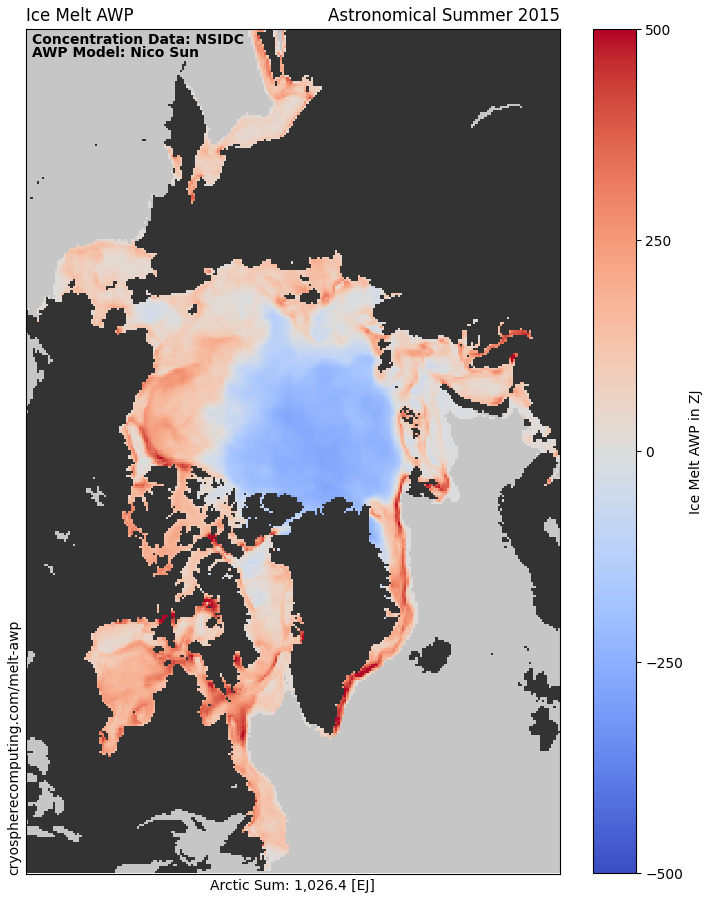 Ice Melt AWP
Astronomical Summer 2015
Concentration Data: NSIDC
AWP Model: Nico Sun
500
250
0
−250
−500
Ice Melt AWP in ZJ
cryospherecomputing.com/melt-awp
Arctic Sum: 1,026.4 [EJ]